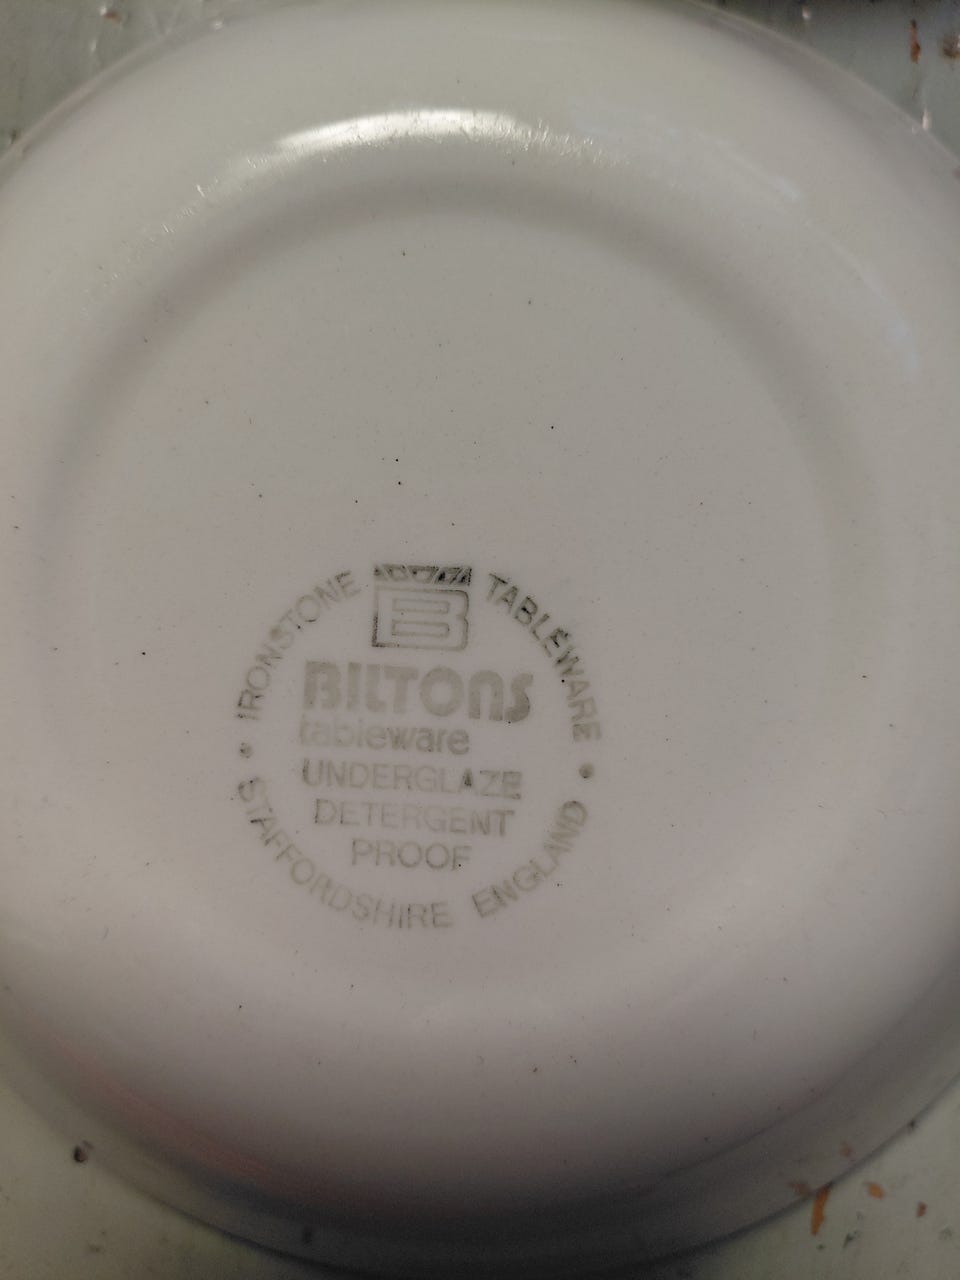 IRONSTONE TABLEWARE
B
BILTONS
tableware
UNDERGLAZE
DETERGENT
PROOF
STAFFORDSHIRE ENGLAND